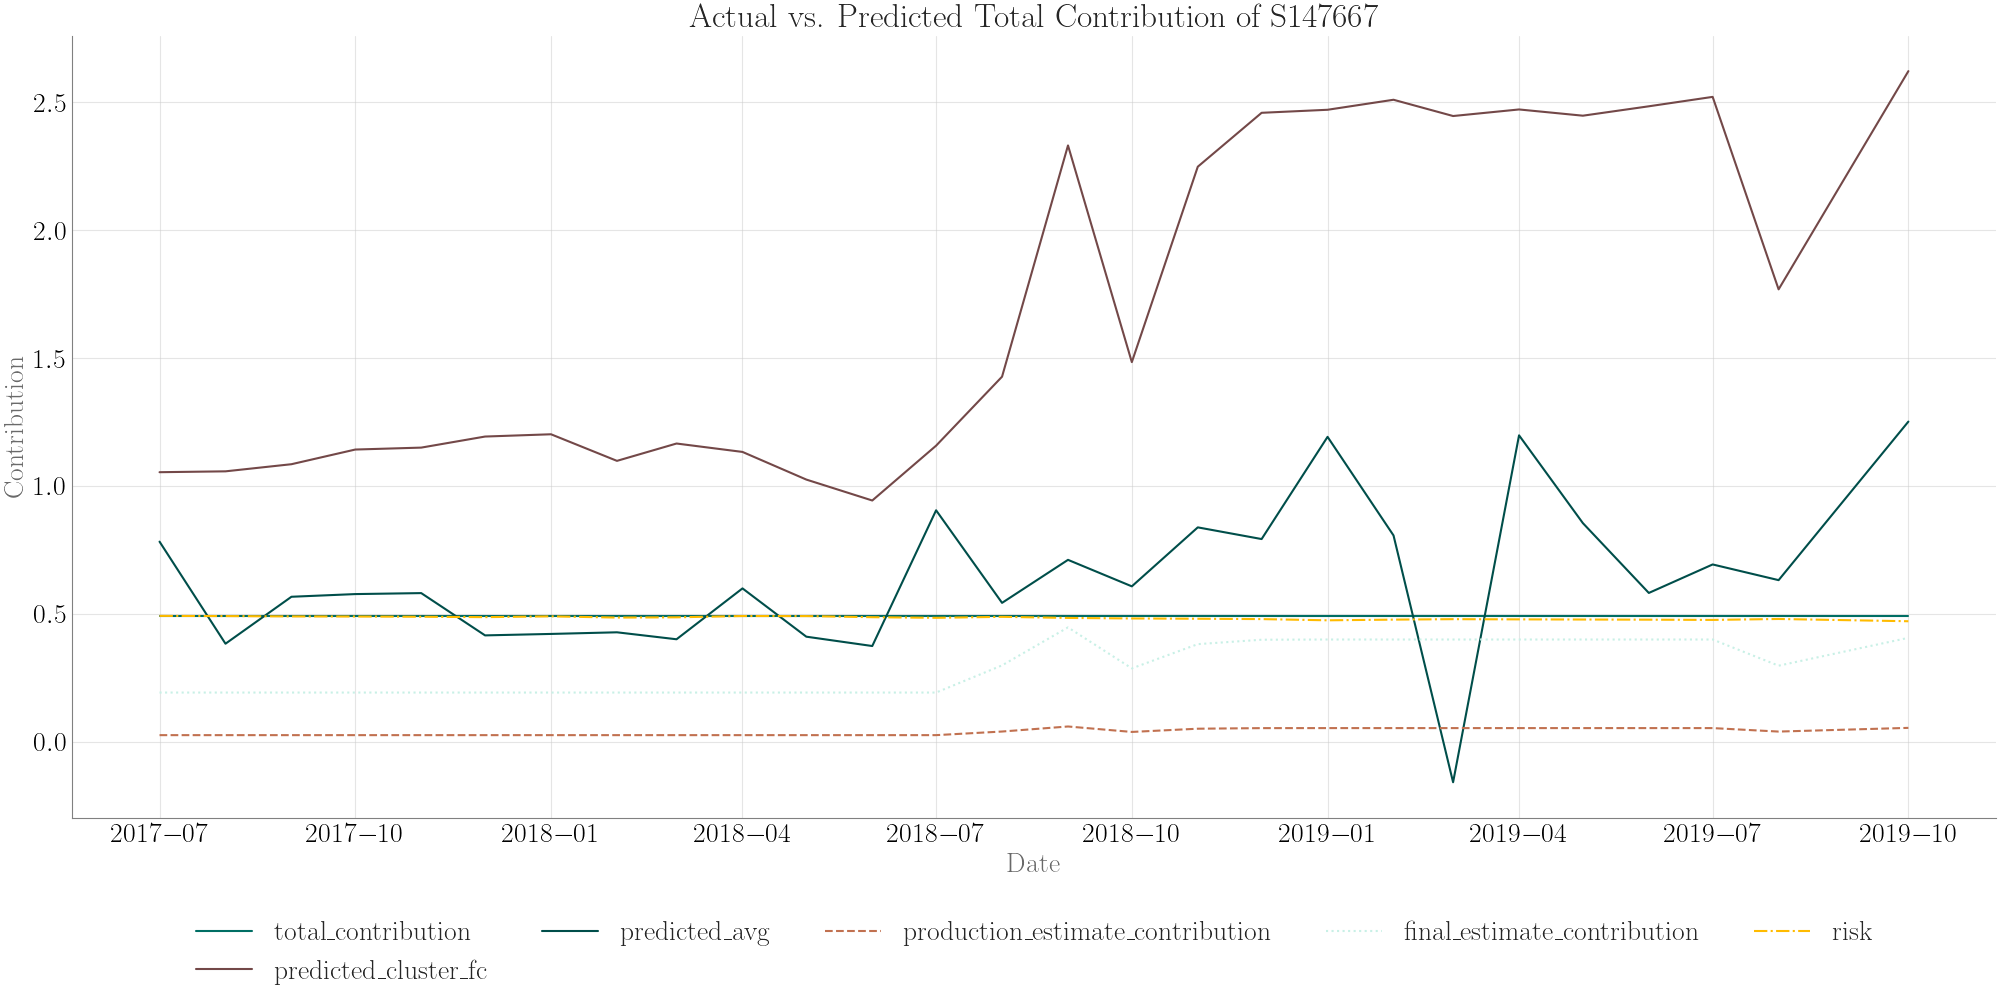 Actual vs. Predicted Total Contribution of S147667
2.5
2.0
1.5
1.0
0.5
0.0
Contribution
2017–07 2017–10 2018–01 2018–04 2018–07 2018–10 2019–01 2019–04 2019–07 2019–10
Date
total_contribution predicted_avg production_estimate_contribution final_estimate_contribution risk
predicted_cluster_fc